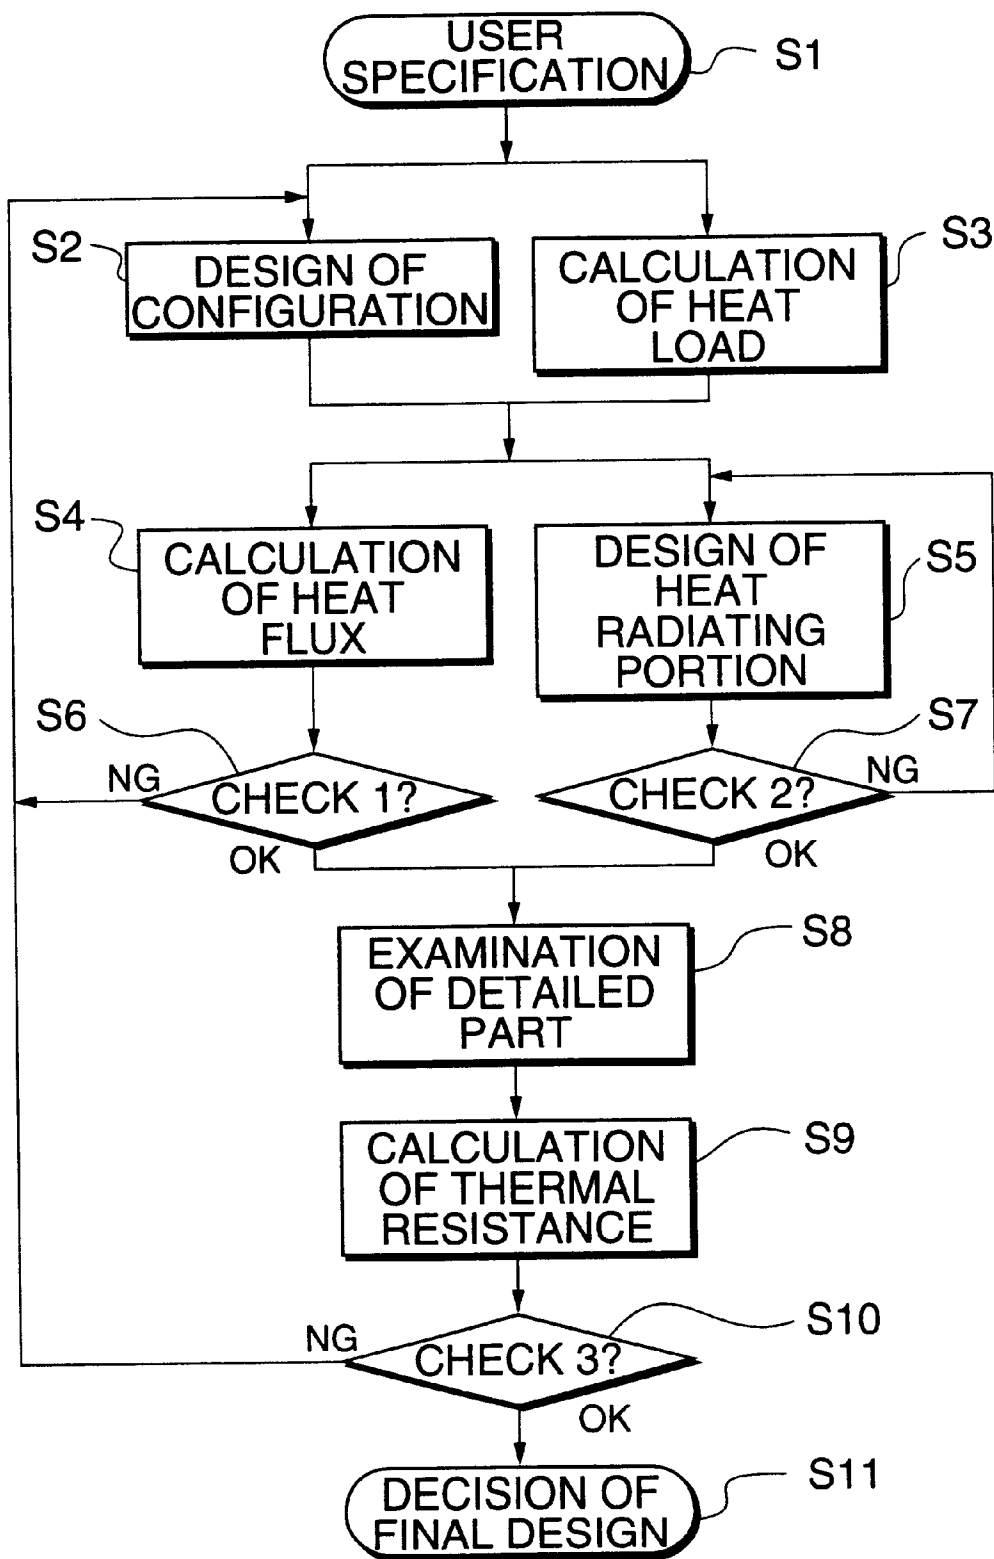 USER
SPECIFICATION
S1
S2
DESIGN OF
CONFIGURATION
CALCULATION
OF HEAT
LOAD
S3
S4
CALCULATION
OF HEAT
FLUX
DESIGN OF
HEAT
RADIATING
PORTION
S5
S6
NG
CHECK 1?
OK
S7
NG
CHECK 2?
OK
EXAMINATION
OF DETAILED
PART
S8
CALCULATION
OF THERMAL
RESISTANCE
S9
NG
CHECK 3?
S10
OK
DECISION OF
FINAL DESIGN
S11